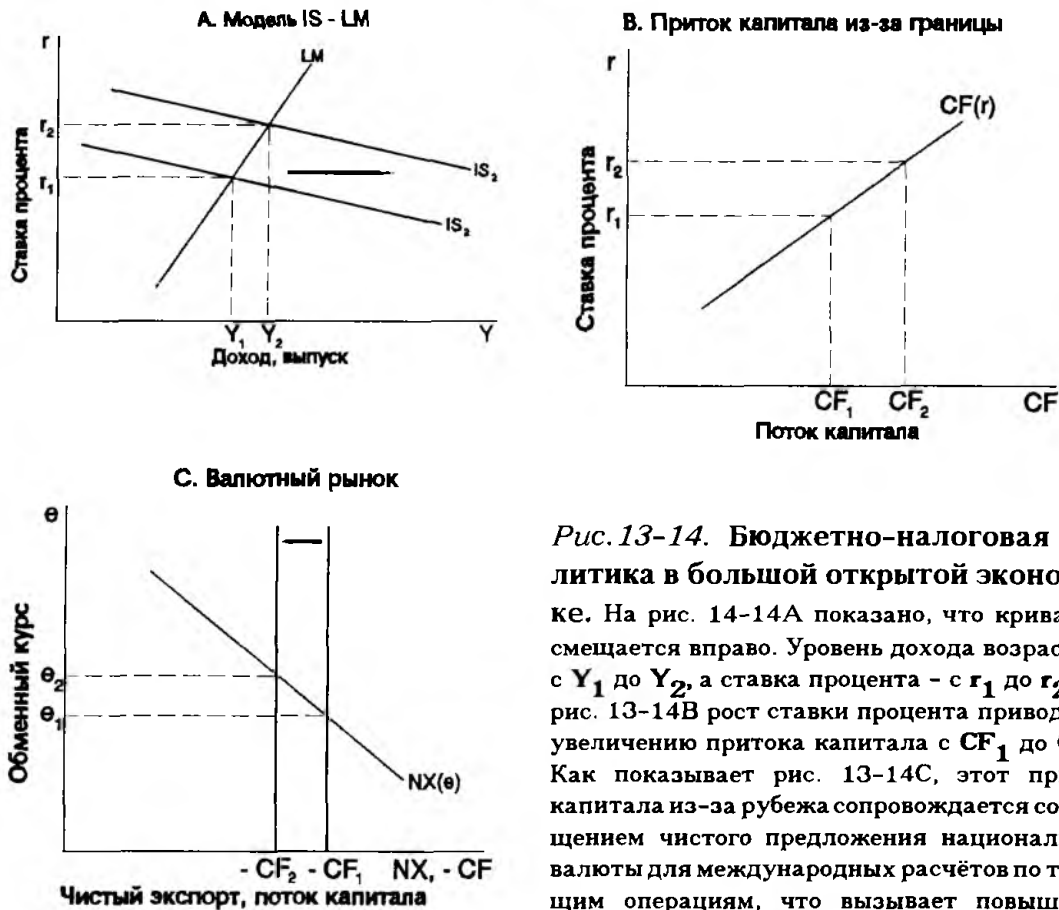 А. Модель IS - LM
r
LM
r₂
r₁
IS₂
IS₂
Ставка процента
Y₁ Y₂ Y
Доход, выпуск
В. Приток капитала из-за границы
r
CF(r)
r₂
r₁
Ставка процента
CF₁ CF₂ CF
Поток капитала
С. Валютный рынок
e
e₂
e₁
Обменный курс
NX(e)
- CF₂ - CF₁ NX, - CF
Чистый экспорт, поток капитала
Рис. 13-14. Бюджетно-налоговая
литика в большой открытой эконо
ке. На рис. 14-14А показано, что крива
смещается вправо. Уровень дохода возрас
с Y₁ до Y₂, а ставка процента - с r₁ до r₂
рис. 13-14В рост ставки процента привод
увеличению притока капитала с CF₁ до
Как показывает рис. 13-14С, этот пр
капитала из-за рубежа сопровождается со
щением чистого предложения национал
валюты для международных расчётов по т
щим операциям, что вызывает повыш